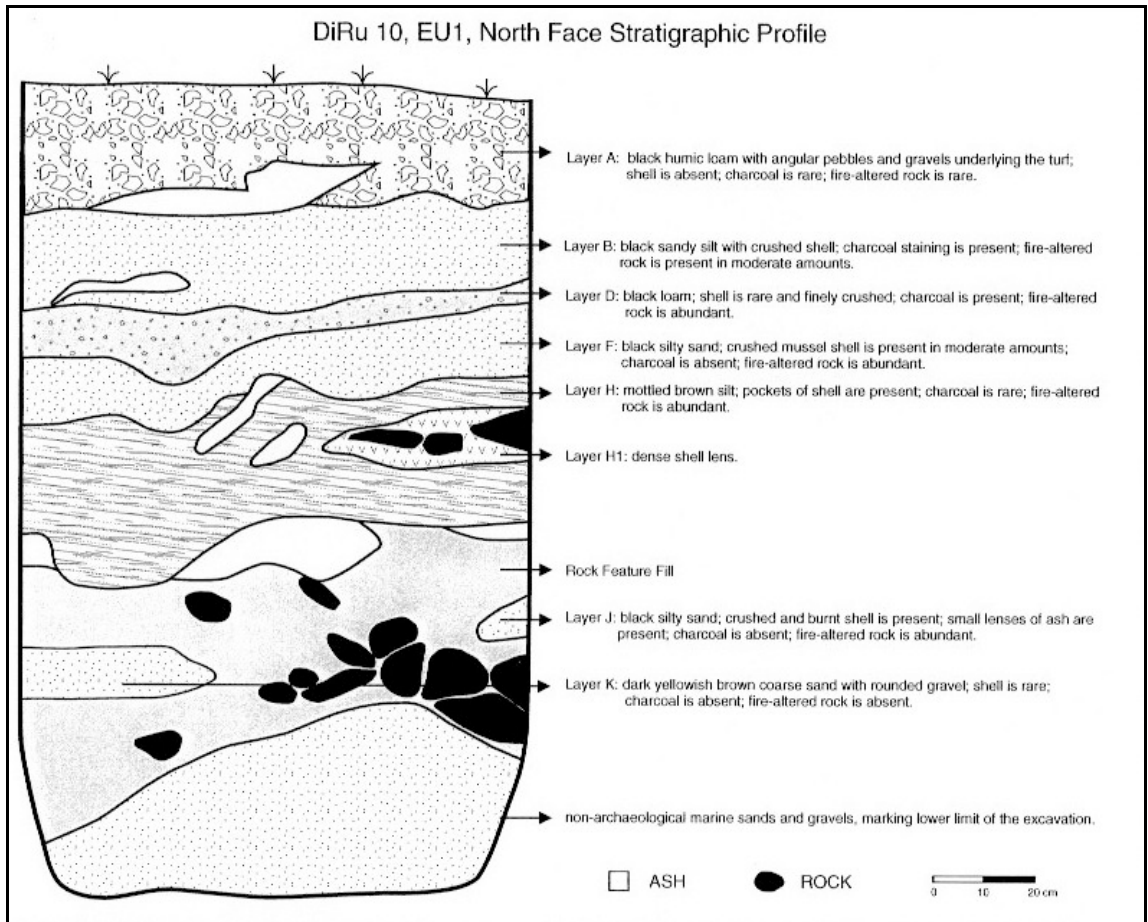 DiRu 10, EU1, North Face Stratigraphic Profile
Layer A: black humic loam with angular pebbles and gravels underlying the turf;
shell is absent; charcoal is rare; fire-altered rock is rare.
Layer B: black sandy silt with crushed shell; charcoal staining is present; fire-altered
rock is present in moderate amounts.
Layer D: black loam; shell is rare and finely crushed; charcoal is present; fire-altered
rock is abundant.
Layer F: black silty sand; crushed mussel shell is present in moderate amounts;
charcoal is absent; fire-altered rock is abundant.
Layer H: mottled brown silt; pockets of shell are present; charcoal is rare; fire-altered
rock is abundant.
Layer H1: dense shell lens.
Rock Feature Fill
Layer J: black silty sand; crushed and burnt shell is present; small lenses of ash are
present; charcoal is absent; fire-altered rock is abundant.
Layer K: dark yellowish brown coarse sand with rounded gravel; shell is rare;
charcoal is absent; fire-altered rock is absent.
non-archaeological marine sands and gravels, marking lower limit of the excavation.
ASH ROCK
0 10 20 cm